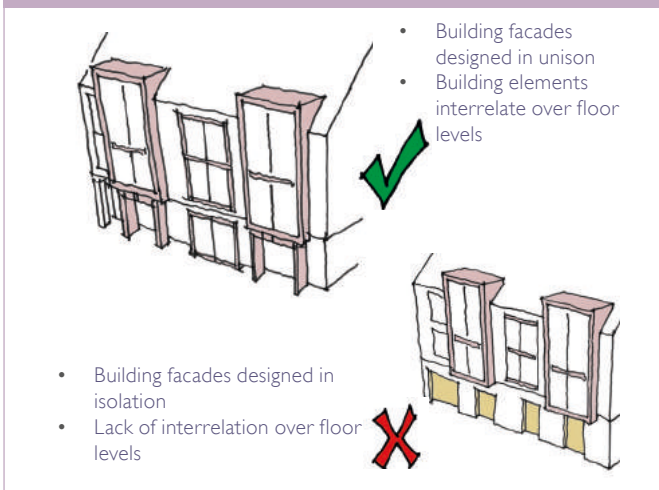 • Building facades
designed in unison
• Building elements
interrelate over floor
levels
• Building facades designed in
isolation
• Lack of interrelation over floor
levels